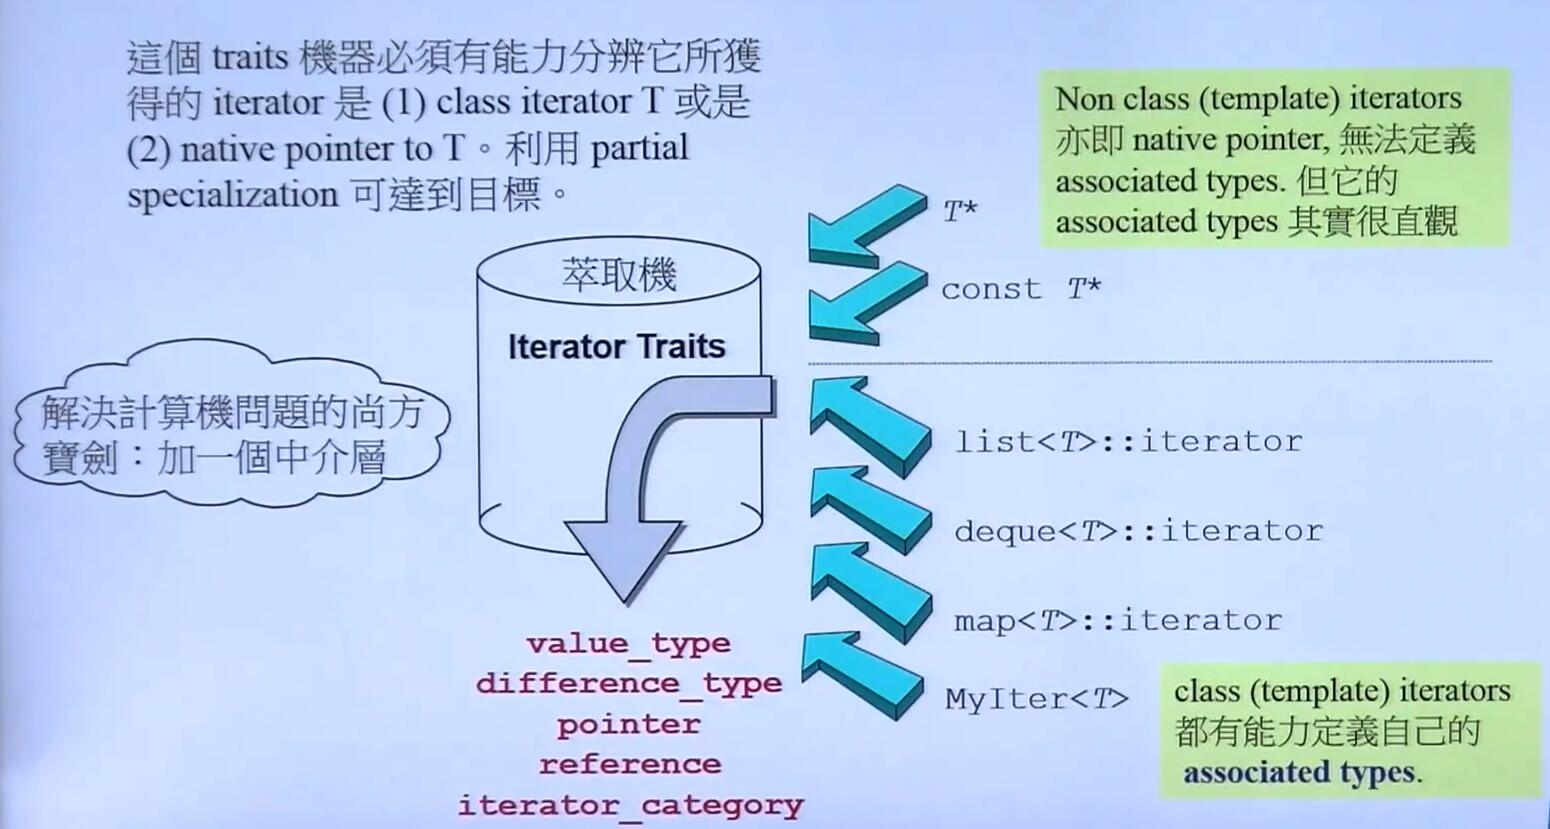 這個 traits 機器必須有能力分辨它所獲
得的 iterator 是 (1) class iterator T 或是
(2) native pointer to T。利用 partial
specialization 可達到目標。
Non class (template) iterators
亦即 native pointer, 無法定義
associated types. 但它的
associated types 其實很直觀
T*
const T*
萃取機
Iterator Traits
解決計算機問題的尚方
寶劍：加一個中介層
list<T>::iterator
deque<T>::iterator
map<T>::iterator
MyIter<T>
value_type
difference_type
pointer
reference
iterator_category
class (template) iterators
都有能力定義自己的
associated types.